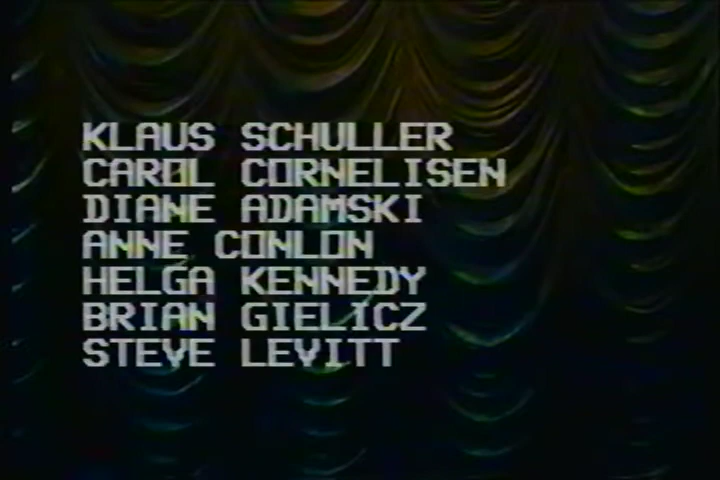 KLAUS SCHULLER
CAROL CORNELISEN
DIANE ADAMSKI
ANNE CONLON
HELGA KENNEDY
BRIAN GIELICZ
STEVE LEVITT